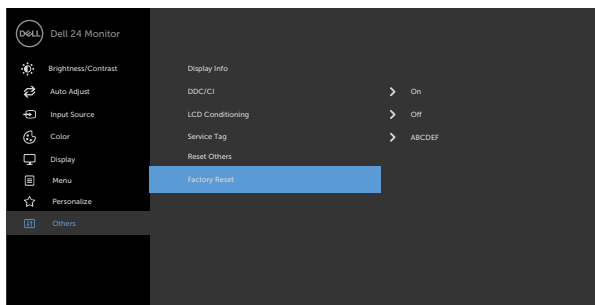 DELL Dell 24 Monitor
Brightness/Contrast Display Info
Auto Adjust DDC/CI On
Input Source LCD Conditioning Off
Color Service Tag ABCDEF
Display Reset Others
Menu Factory Reset
Personalize
Others